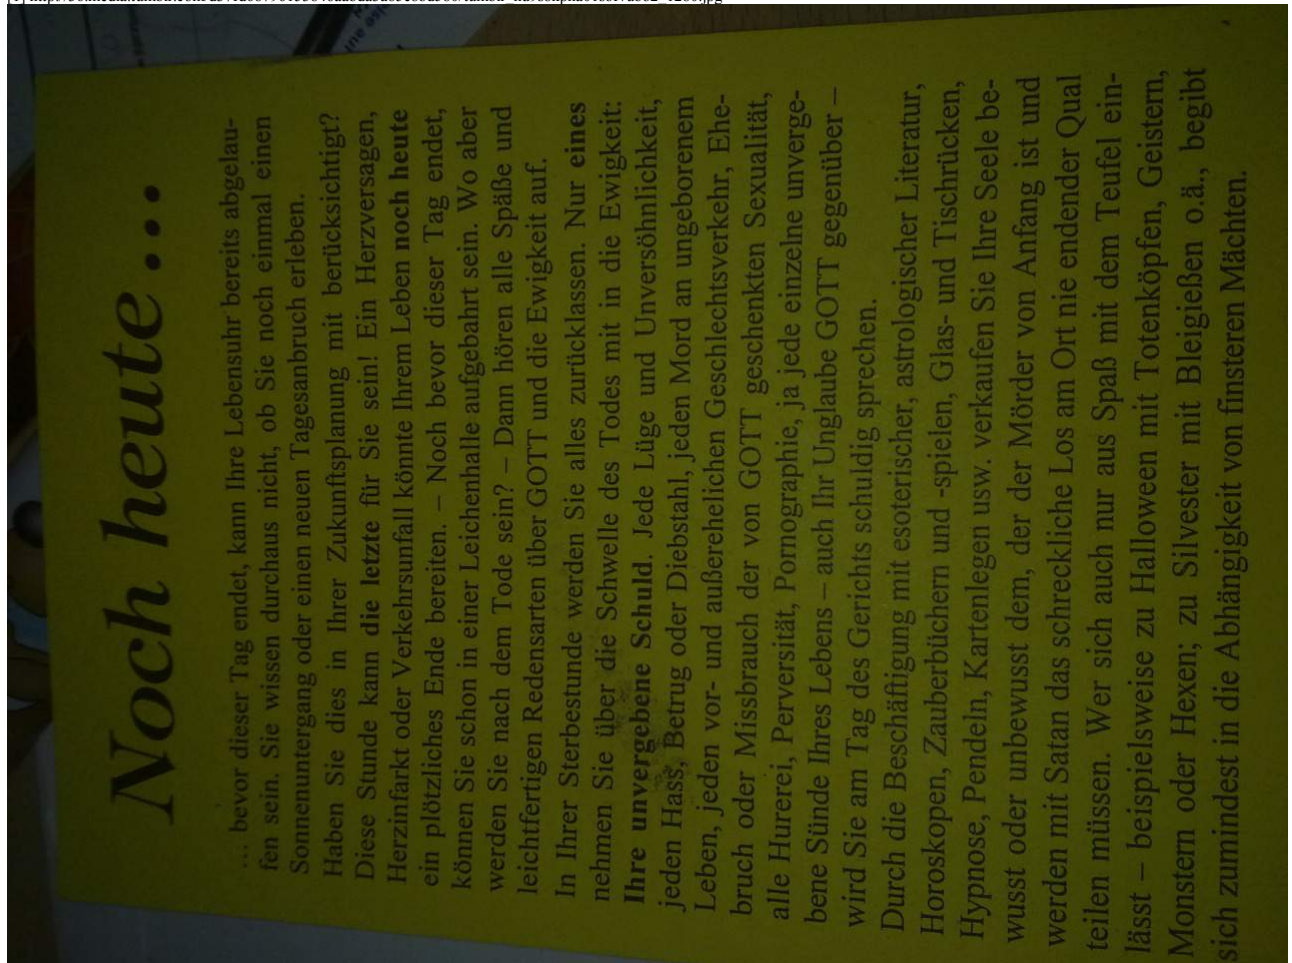 Noch heute...
... bevor dieser Tag endet, kann Ihre Lebensuhr bereits abgelau-
fen sein. Sie wissen durchaus nicht, ob Sie noch einmal einen
Sonnenuntergang oder einen neuen Tagesanbruch erleben.
Haben Sie dies in Ihrer Zukunftsplanung mit berücksichtigt?
Diese Stunde kann die letzte für Sie sein! Ein Herzversagen,
Herzinfarkt oder Verkehrsunfall könnte Ihrem Leben noch heute
ein plötzliches Ende bereiten. – Noch bevor dieser Tag endet,
können Sie schon in einer Leichenhalle aufgebahrt sein. Wo aber
werden Sie nach dem Tode sein? – Dann hören alle Späße und
leichtfertigen Redensarten über GOTT und die Ewigkeit auf.
In Ihrer Sterbestunde werden Sie alles zurücklassen. Nur eines
nehmen Sie über die Schwelle des Todes mit in die Ewigkeit:
Ihre unvergebene Schuld. Jede Lüge und Unversöhnlichkeit,
jeden Hass, Betrug oder Diebstahl, jeden Mord an ungeborenem
Leben, jeden vor- und außerehelichen Geschlechtsverkehr, Ehe-
bruch oder Missbrauch der von GOTT geschenkten Sexualität,
alle Hurerei, Perversität, Pornographie, ja jede einzelne unverge-
bene Sünde Ihres Lebens – auch Ihr Unglaube GOTT gegenüber –
wird Sie am Tag des Gerichts schuldig sprechen.
Durch die Beschäftigung mit esoterischer, astrologischer Literatur,
Horoskopen, Zauberbüchern und -spielen, Glas- und Tischrücken,
Hypnose, Pendeln, Kartenlegen usw. verkaufen Sie Ihre Seele be-
wusst oder unbewusst dem, der der Mörder von Anfang ist und
werden mit Satan das schreckliche Los am Ort nie endender Qual
teilen müssen. Wer sich auch nur aus Spaß mit dem Teufel ein-
lässt – beispielsweise zu Halloween mit Totenköpfen, Geistern,
Monstern oder Hexen; zu Silvester mit Bleigießen o.ä., begibt
sich zumindest in die Abhängigkeit von finsteren Mächten.